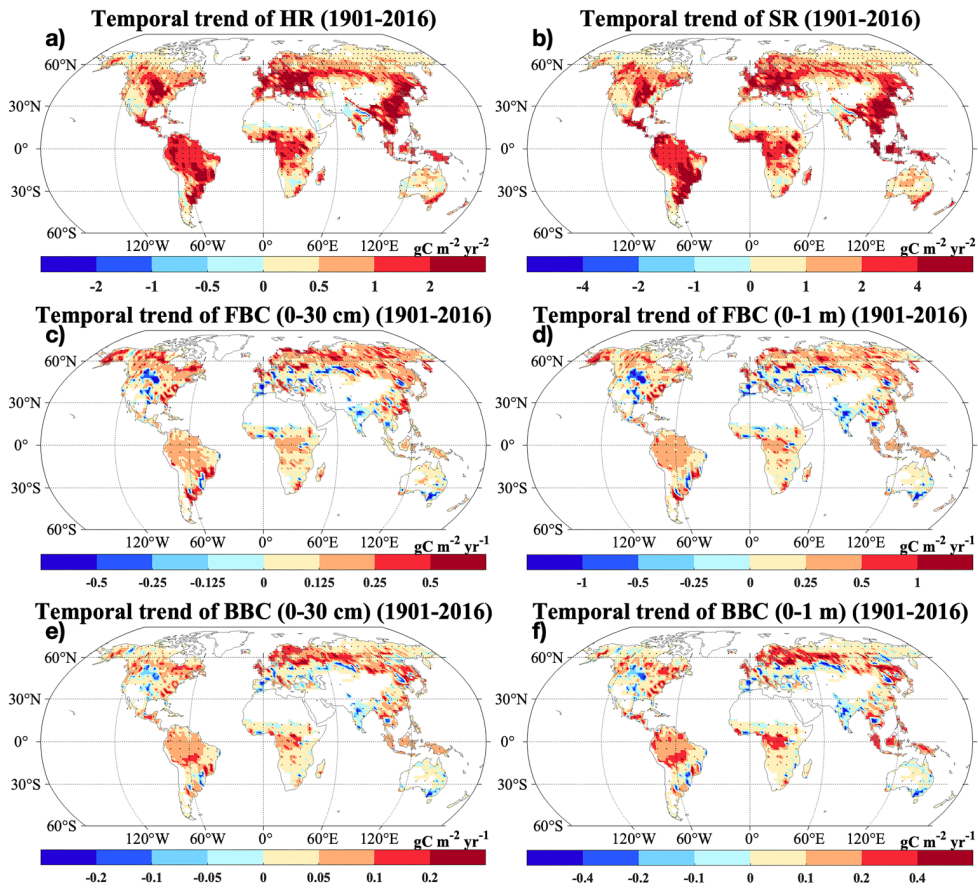 Temporal trend of HR (1901-2016)
a)
60°N
30°N
0°
30°S
60°S
120°W 60°W 0° 60°E 120°E
gC m⁻² yr⁻²
-2 -1 -0.5 0 0.5 1 2
Temporal trend of SR (1901-2016)
b)
60°N
30°N
0°
30°S
60°S
120°W 60°W 0° 60°E 120°E
gC m⁻² yr⁻²
-4 -2 -1 0 1 2 4
Temporal trend of FBC (0-30 cm) (1901-2016)
c)
60°N
30°N
0°
30°S
60°S
120°W 60°W 0° 60°E 120°E
gC m⁻² yr⁻¹
-0.5 -0.25 -0.125 0 0.125 0.25 0.5
Temporal trend of FBC (0-1 m) (1901-2016)
d)
60°N
30°N
0°
30°S
60°S
120°W 60°W 0° 60°E 120°E
gC m⁻² yr⁻¹
-1 -0.5 -0.25 0 0.25 0.5 1
Temporal trend of BBC (0-30 cm) (1901-2016)
e)
60°N
30°N
0°
30°S
60°S
120°W 60°W 0° 60°E 120°E
gC m⁻² yr⁻¹
-0.2 -0.1 -0.05 0 0.05 0.1 0.2
Temporal trend of BBC (0-1 m) (1901-2016)
f)
60°N
30°N
0°
30°S
60°S
120°W 60°W 0° 60°E 120°E
gC m⁻² yr⁻¹
-0.4 -0.2 -0.1 0 0.1 0.2 0.4